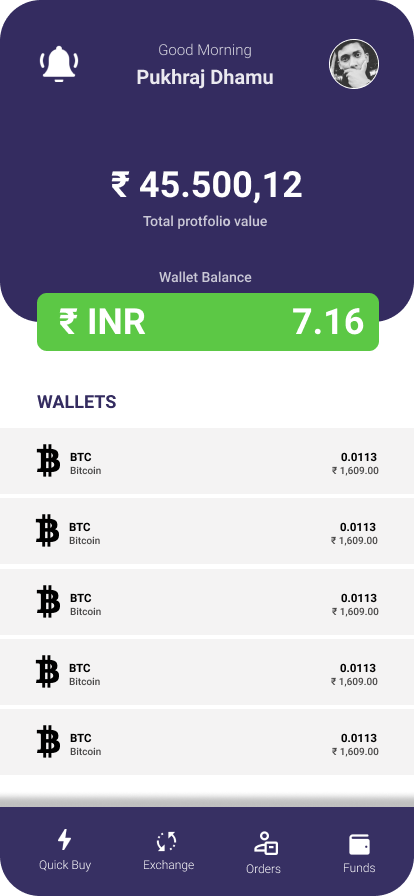 Good Morning
Pukhraj Dhamu
₹ 45.500,12
Total protfolio value
Wallet Balance
₹ INR 7.16
WALLETS
BTC 0.0113
Bitcoin ₹ 1,609.00
BTC 0.0113
Bitcoin ₹ 1,609.00
BTC 0.0113
Bitcoin ₹ 1,609.00
BTC 0.0113
Bitcoin ₹ 1,609.00
BTC 0.0113
Bitcoin ₹ 1,609.00
Quick Buy Exchange Orders Funds